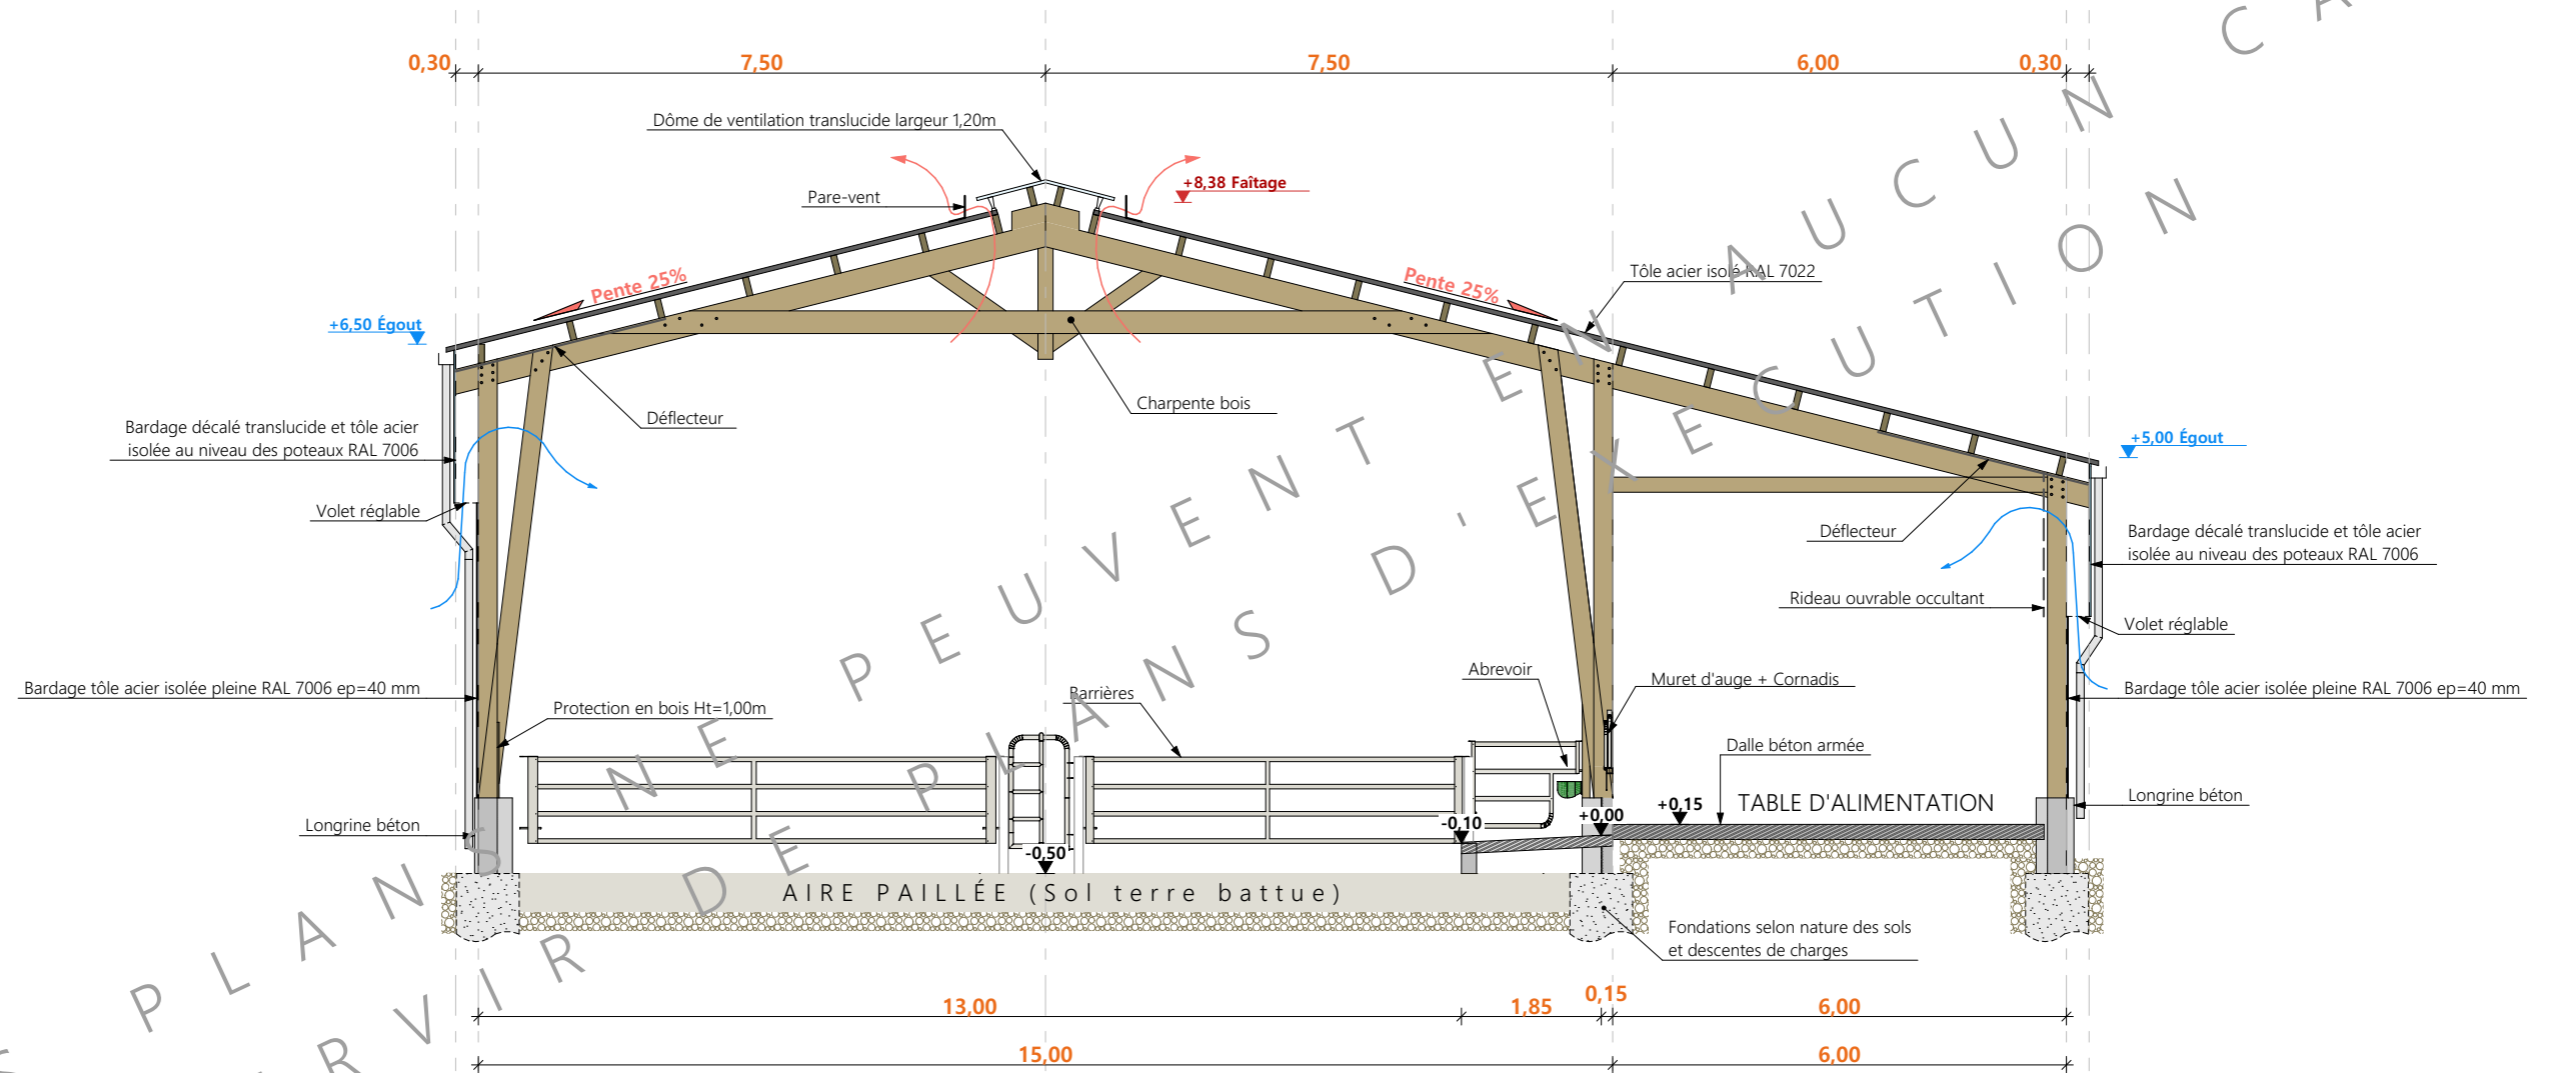 0,30
7,50
7,50
6,00
0,30
Dôme de ventilation translucide largeur 1,20m
Pare-vent
+8,38 Faîtage
Pente 25%
Pente 25%
Tôle acier isolé RAL 7022
+6,50 Égout
Charpente bois
Déflecteur
Bardage décalé translucide et tôle acier
isolée au niveau des poteaux RAL 7006
+5,00 Égout
Volet réglable
Déflecteur
Bardage décalé translucide et tôle acier
isolée au niveau des poteaux RAL 7006
Rideau ouvrable occultant
Volet réglable
Abrevoir
Muret d'auge + Cornadis
Bardage tôle acier isolée pleine RAL 7006 ep=40 mm
Protection en bois Ht=1,00m
Barrières
Bardage tôle acier isolée pleine RAL 7006 ep=40 mm
Dalle béton armée
Longrine béton
-0,50
-0,10
+0,00
+0,15
TABLE D'ALIMENTATION
Longrine béton
AIRE PAILLÉE (Sol terre battue)
Fondations selon nature des sols
et descentes de charges
13,00
1,85
0,15
6,00
15,00
6,00
PLANS NE PEUVENT EN AUCUN CA
RVIR DE PLANS D'EXECUTION